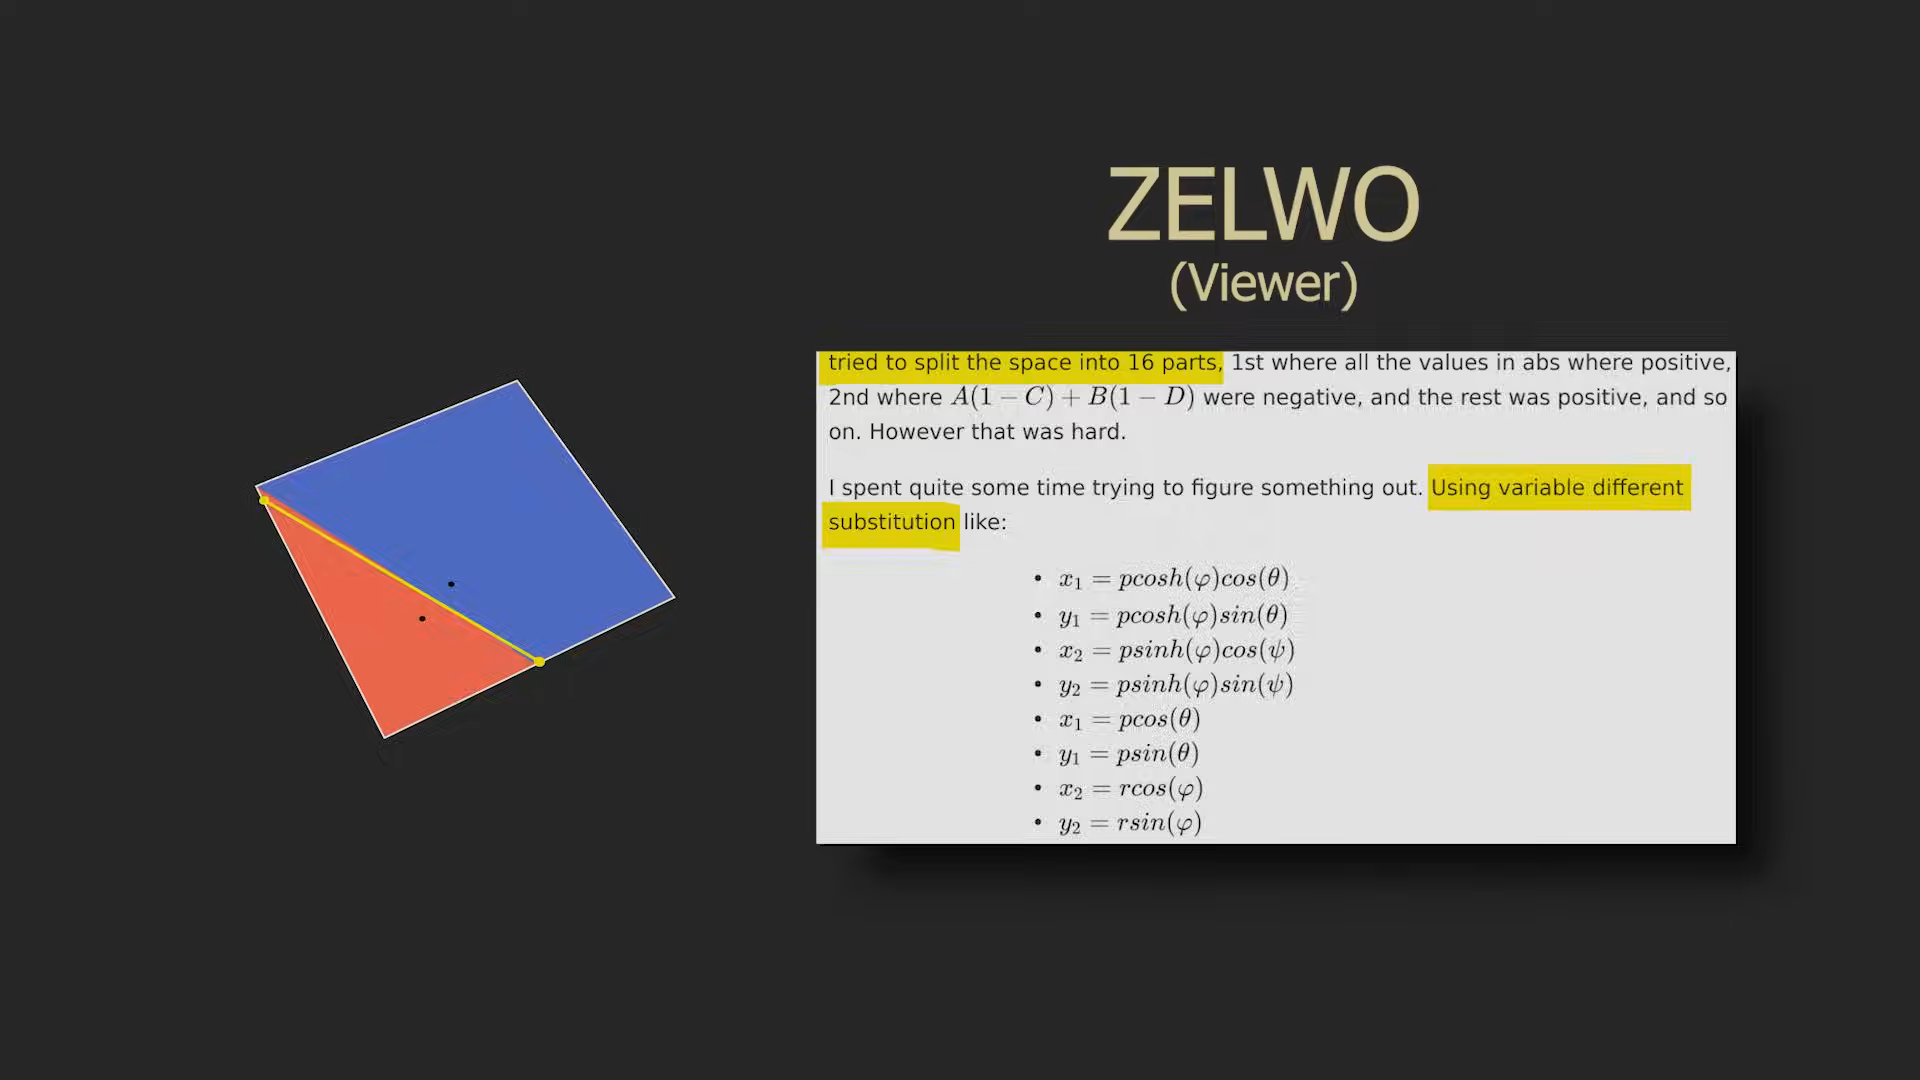 ZELWO
(Viewer)
tried to split the space into 16 parts, 1st where all the values in abs where positive,
2nd where A(1 − C) + B(1 − D) were negative, and the rest was positive, and so
on. However that was hard.
I spent quite some time trying to figure something out. Using variable different
substitution like:
• x₁ = pcosh(φ)cos(θ)
• y₁ = pcosh(φ)sin(θ)
• x₂ = psinh(φ)cos(ψ)
• y₂ = psinh(φ)sin(ψ)
• x₁ = pcos(θ)
• y₁ = psin(θ)
• x₂ = rcos(φ)
• y₂ = rsin(φ)